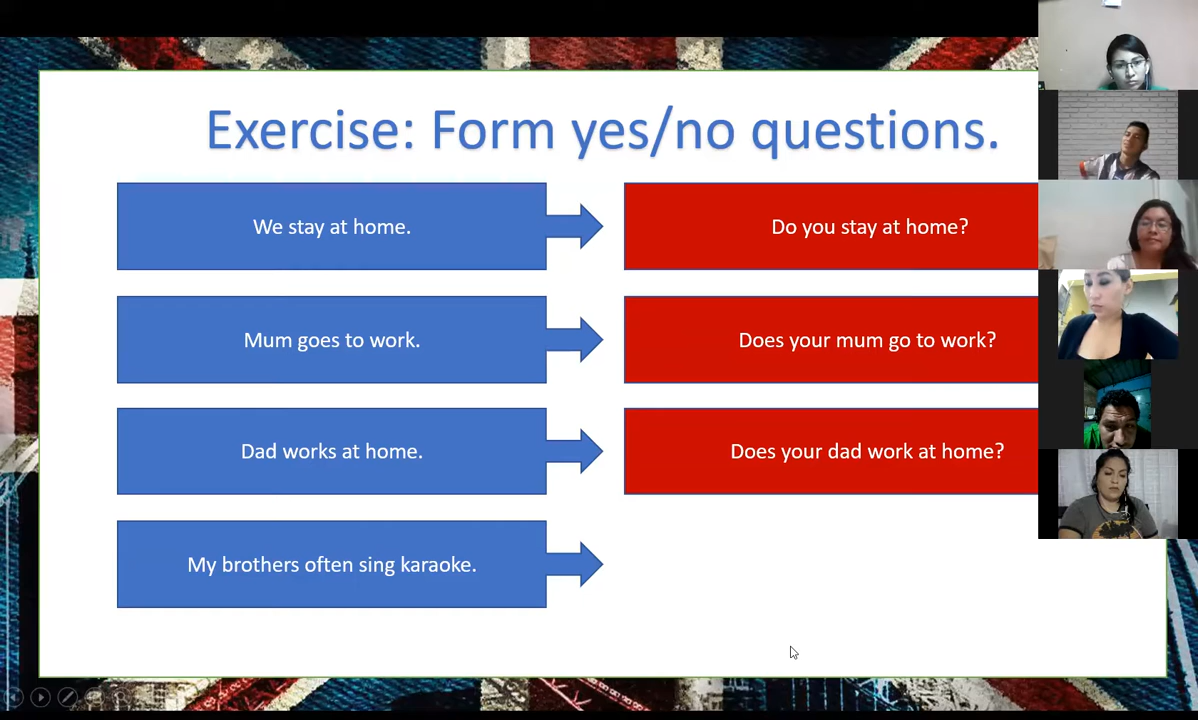 Exercise: Form yes/no questions.
We stay at home.
Do you stay at home?
Mum goes to work.
Does your mum go to work?
Dad works at home.
Does your dad work at home?
My brothers often sing karaoke.